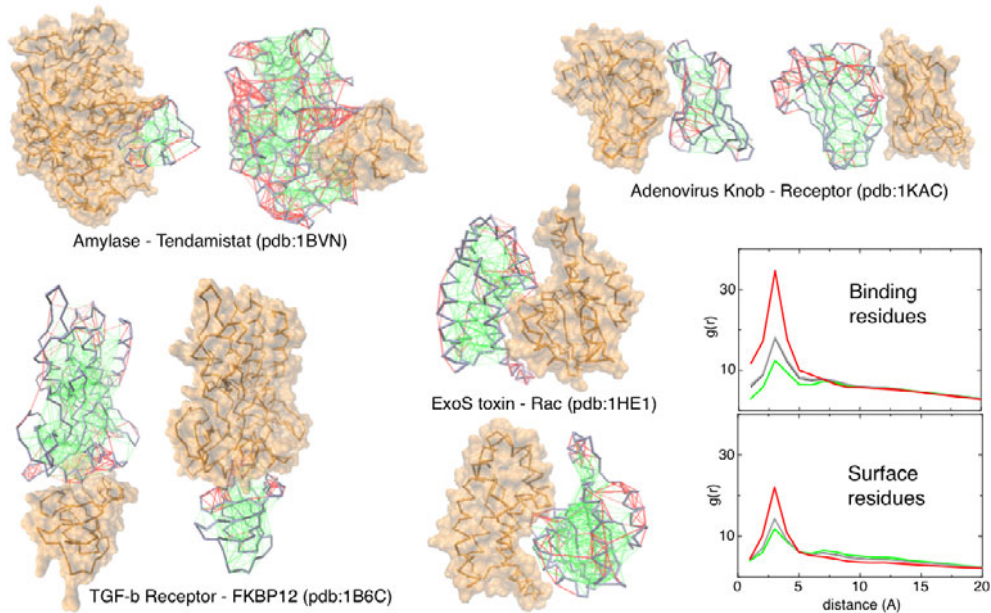 Amylase - Tendamistat (pdb:1BVN)
Adenovirus Knob - Receptor (pdb:1KAC)
ExoS toxin - Rac (pdb:1HE1)
TGF-b Receptor - FKBP12 (pdb:1B6C)
30
10
g(r)
Binding
residues
30
10
g(r)
Surface
residues
0 5 10 15 20
distance (A)